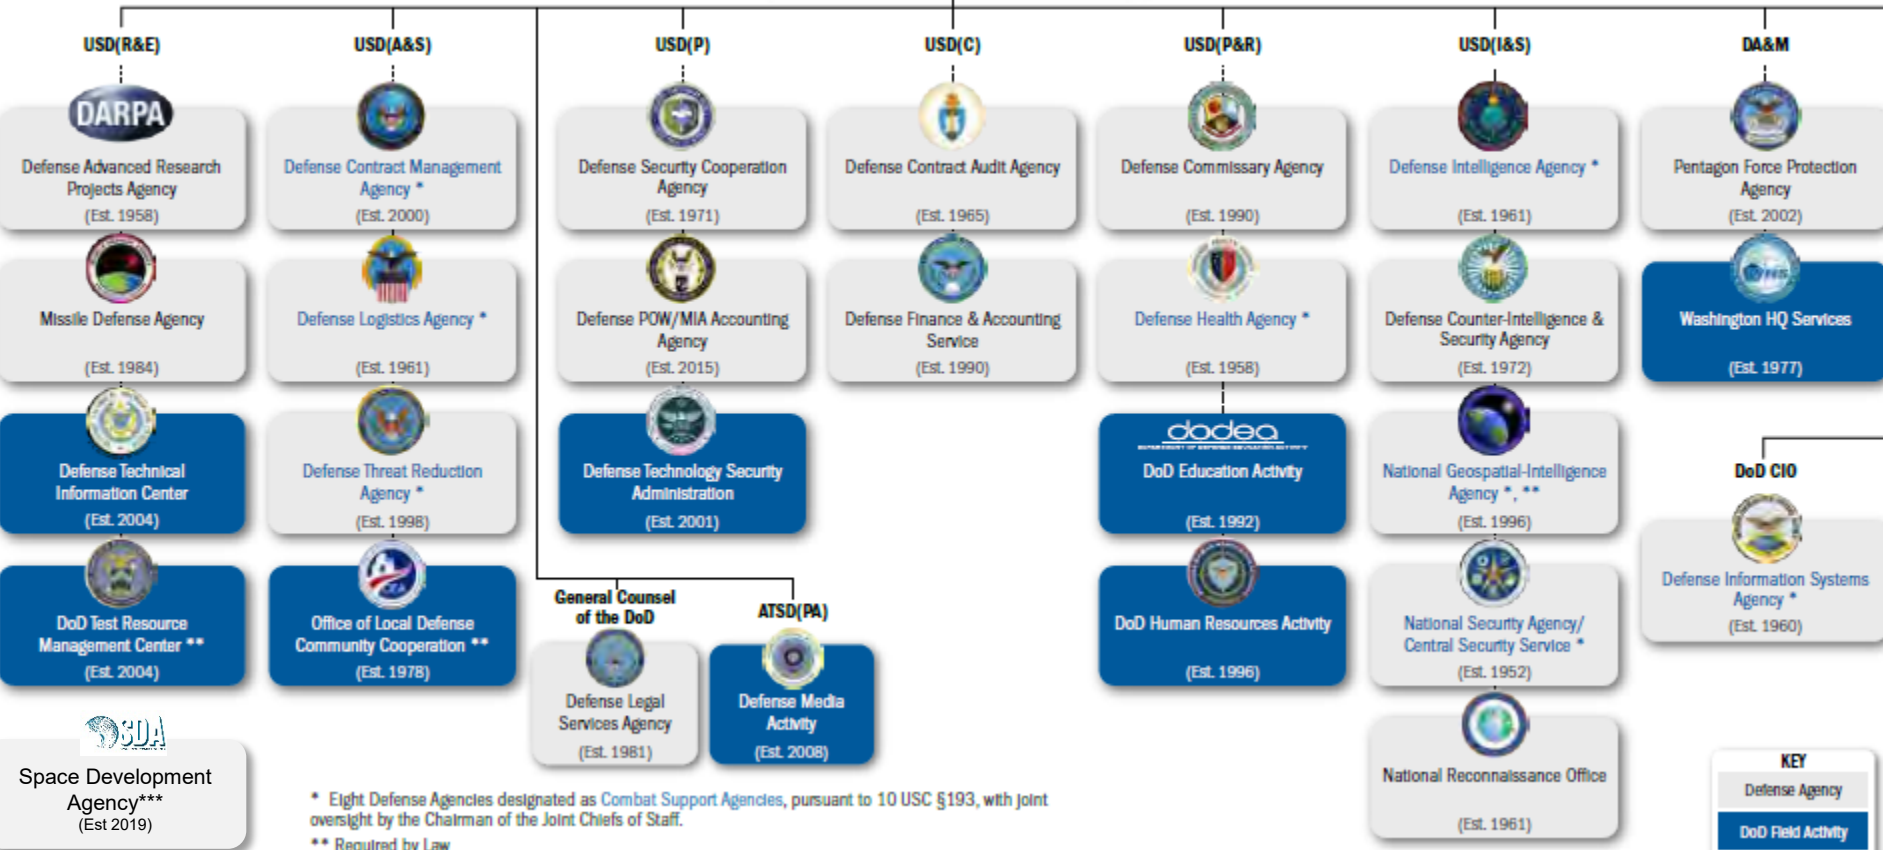 USD(R&E)
USD(A&S)
USD(P)
USD(C)
USD(P&R)
USD(I&S)
DA&M
DARPA
Defense Advanced Research
Projects Agency
(Est. 1958)
Defense Contract Management
Agency *
(Est. 2000)
Defense Security Cooperation
Agency
(Est. 1971)
Defense Contract Audit Agency
(Est. 1965)
Defense Commissary Agency
(Est. 1990)
Defense Intelligence Agency *
(Est. 1961)
Pentagon Force Protection
Agency
(Est. 2002)
Missile Defense Agency
(Est. 1984)
Defense Logistics Agency *
(Est. 1961)
Defense POW/MIA Accounting
Agency
(Est. 2015)
Defense Finance & Accounting
Service
(Est. 1990)
Defense Health Agency *
(Est. 1958)
Defense Counter-Intelligence &
Security Agency
(Est. 1972)
WHS
Washington HQ Services
(Est. 1977)
Defense Technical
Information Center
(Est. 2004)
Defense Threat Reduction
Agency *
(Est. 1998)
Defense Technology Security
Administration
(Est. 2001)
dodea
DEPARTMENT OF DEFENSE EDUCATION ACTIVITY
DoD Education Activity
(Est. 1992)
National Geospatial-Intelligence
Agency *, **
(Est. 1996)
DoD CIO
Defense Information Systems
Agency *
(Est. 1960)
DoD Test Resource
Management Center **
(Est. 2004)
Office of Local Defense
Community Cooperation **
(Est. 1978)
General Counsel
of the DoD
Defense Legal
Services Agency
(Est. 1981)
ATSD(PA)
Defense Media
Activity
(Est. 2008)
DoD Human Resources Activity
(Est. 1996)
National Security Agency/
Central Security Service *
(Est. 1952)
National Reconnaissance Office
(Est. 1961)
SDA
Space Development
Agency***
(Est 2019)
* Eight Defense Agencies designated as Combat Support Agencies, pursuant to 10 USC §193, with joint
oversight by the Chairman of the Joint Chiefs of Staff.
** Required by Law
KEY
Defense Agency
DoD Field Activity